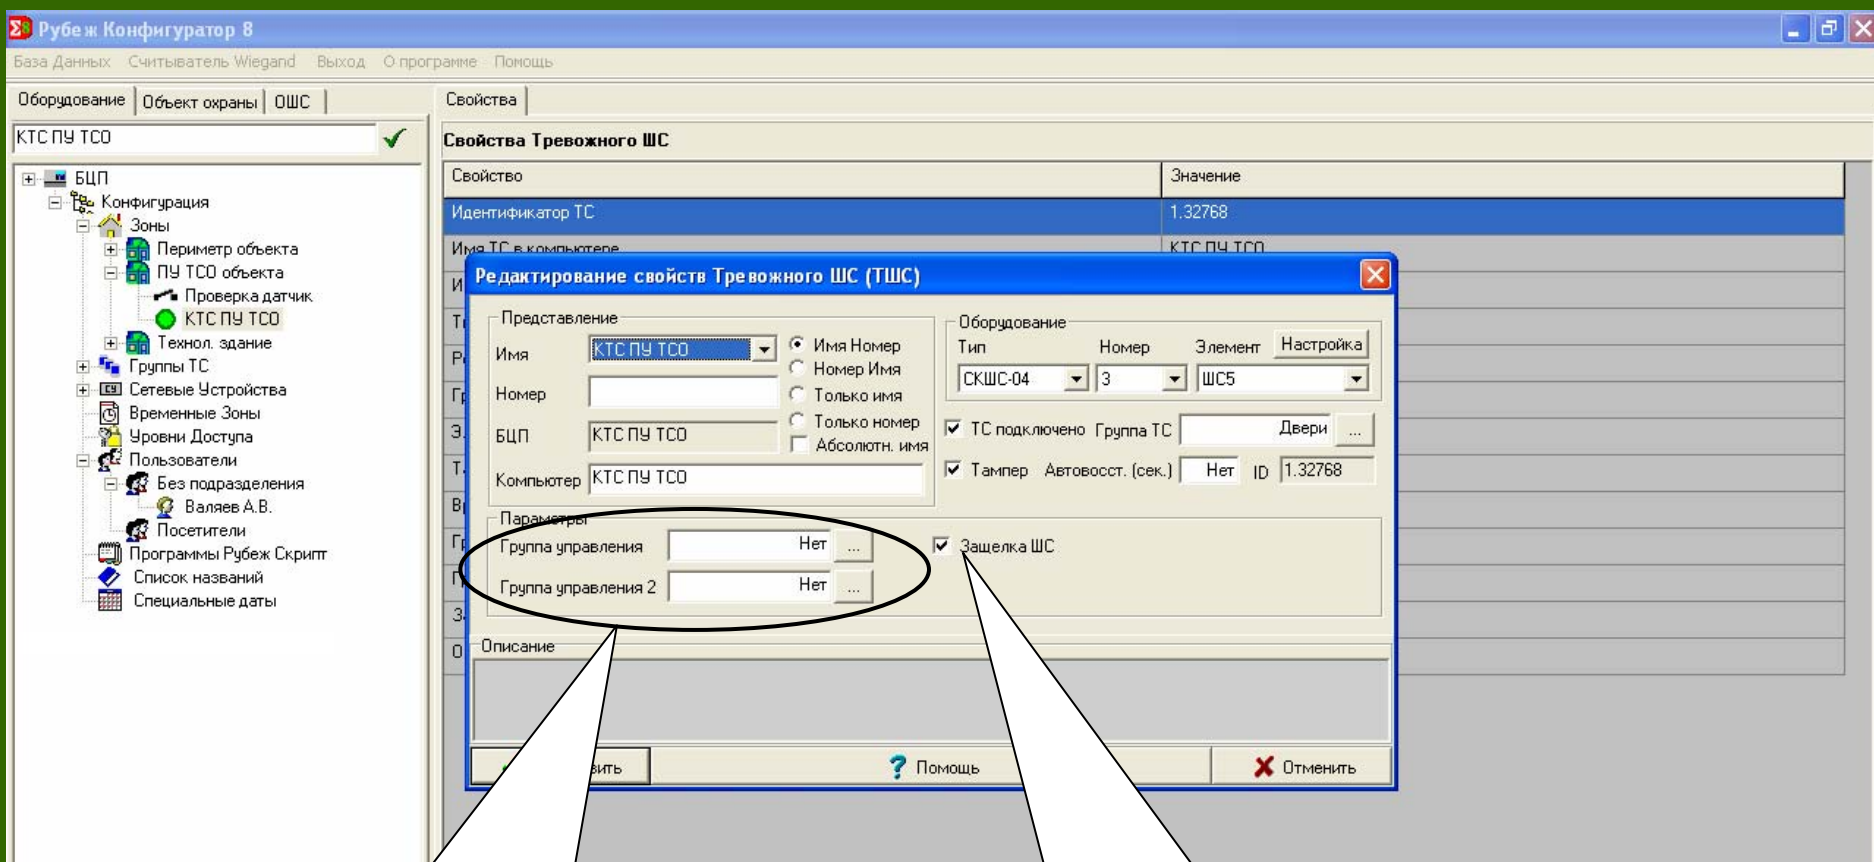 Рубеж Конфигуратор 8
База Данных Считыватель Wiegand Выход О программе Помощь
Оборудование Объект охраны ОШС
КТС ПУ ТСО
БЦП
Конфигурация
Зоны
Периметр объекта
ПУ ТСО объекта
Проверка датчик
КТС ПУ ТСО
Технол. здание
Группы ТС
Сетевые Устройства
Временные Зоны
Уровни Доступа
Пользователи
Без подразделения
Валяев А.В.
Посетители
Программы Рубеж Скрипт
Список названий
Специальные даты
Свойства
Свойства Тревожного ШС
Свойство Значение
Идентификатор ТС 1.32768
Имя ТС в компьютере КТС ПУ ТСО
Редактирование свойств Тревожного ШС (ТШС)
Представление
Имя КТС ПУ ТСО
Номер
БЦП КТС ПУ ТСО
Компьютер КТС ПУ ТСО
Имя Номер
Номер Имя
Только имя
Только номер
Абсолютн. имя
Оборудование
Тип Номер Элемент Настройка
СКШС-04 3 ШС5
ТС подключено Группа ТС Двери ...
Тампер Автовосст. (сек.) Нет ID 1.32768
Параметры
Группа управления Нет ...
Группа управления 2 Нет ...
Защелка ШС
Описание
Помощь
Отменить